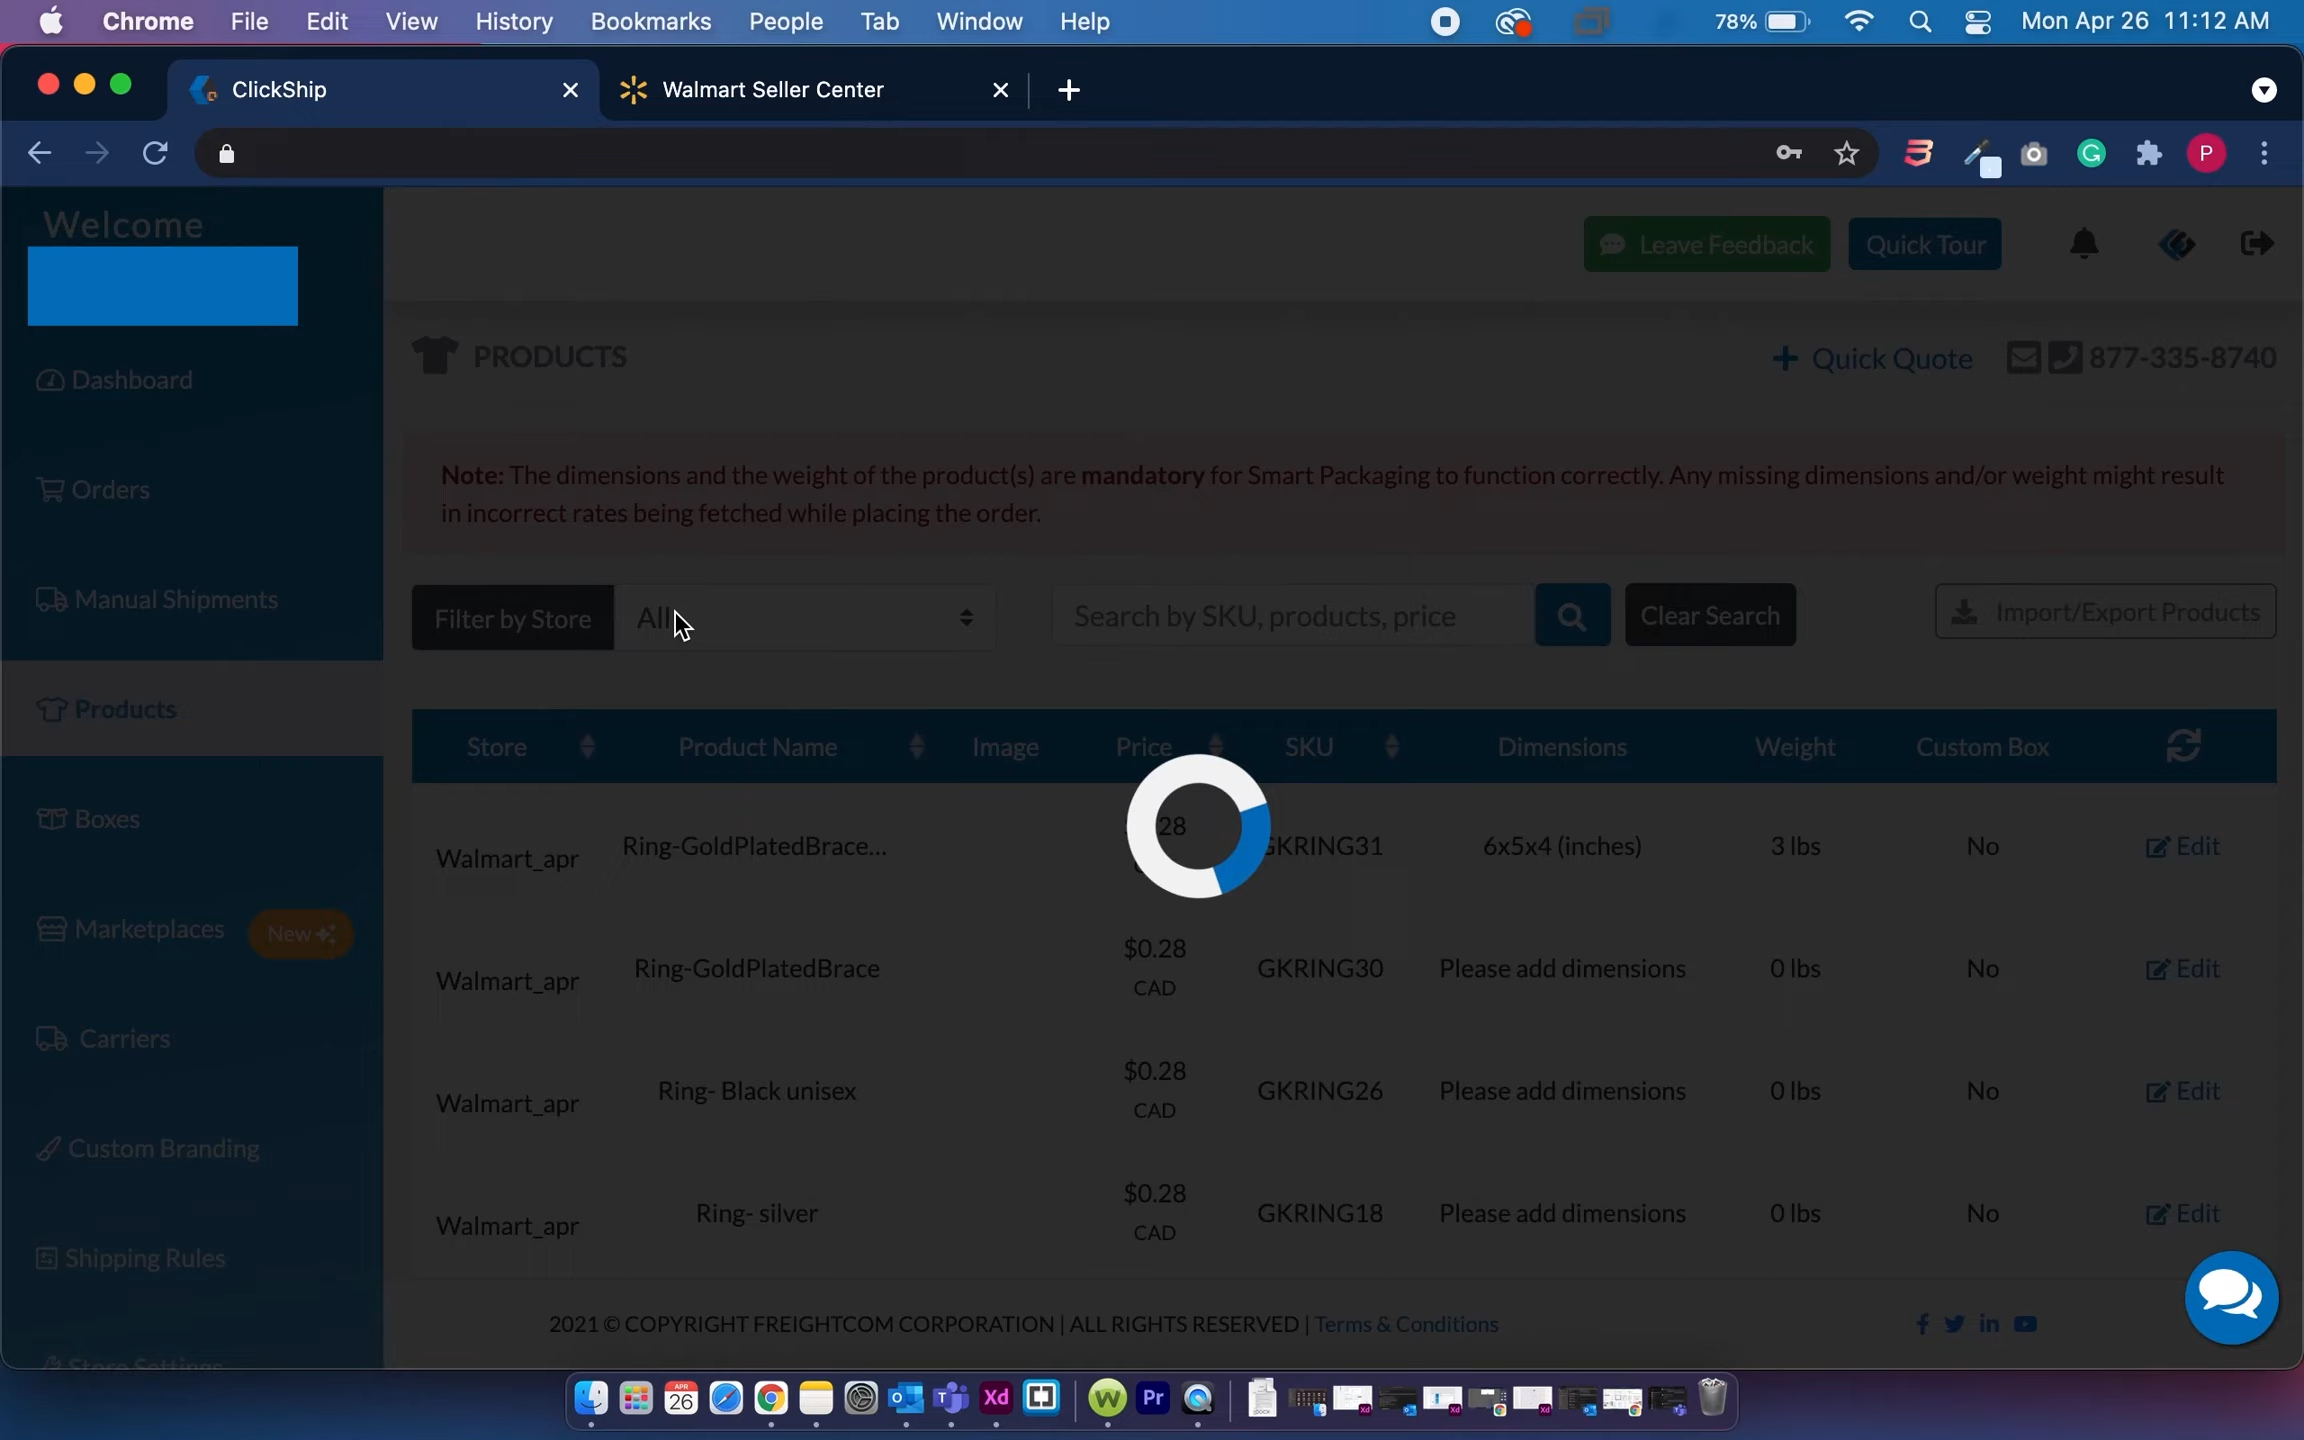 Chrome File Edit View History Bookmarks People Tab Window Help 78% Mon Apr 26 11:12 AM
ClickShip Walmart Seller Center
P
Welcome
Leave Feedback Quick Tour
PRODUCTS Quick Quote 877-335-8740
Dashboard
Note: The dimensions and the weight of the product(s) are mandatory for Smart Packaging to function correctly. Any missing dimensions and/or weight might result
in incorrect rates being fetched while placing the order.
Orders
Manual Shipments
Filter by Store All Search by SKU, products, price Clear Search Import/Export Products
Products
Store Product Name Image Price SKU Dimensions Weight Custom Box
Boxes
Walmart_apr Ring-GoldPlatedBrace... 28 GKRING31 6x5x4 (inches) 3 lbs No Edit
Marketplaces New
Walmart_apr Ring-GoldPlatedBrace $0.28 CAD GKRING30 Please add dimensions 0 lbs No Edit
Carriers
Walmart_apr Ring- Black unisex $0.28 CAD GKRING26 Please add dimensions 0 lbs No Edit
Custom Branding
Walmart_apr Ring- silver $0.28 CAD GKRING18 Please add dimensions 0 lbs No Edit
Shipping Rules
Store Settings
2021 © COPYRIGHT FREIGHTCOM CORPORATION | ALL RIGHTS RESERVED | Terms & Conditions
APR
26
Xd
W
Pr